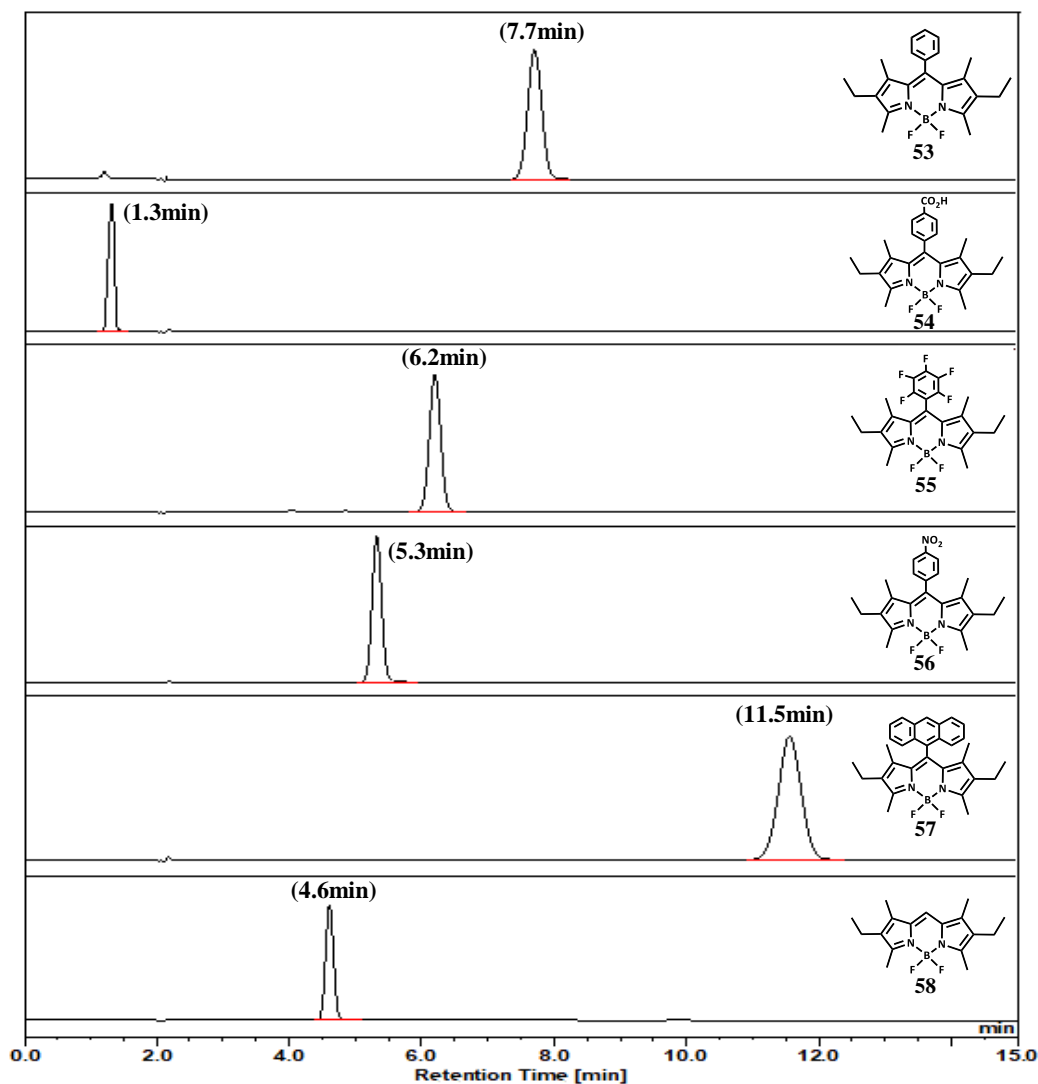 (7.7min)
N
N
B
F
F
53
(1.3min)
CO2H
N
N
B
F
F
54
(6.2min)
F
F
F
F
F
N
N
B
F
F
55
(5.3min)
NO2
N
N
B
F
F
56
(11.5min)
N
N
B
F
F
57
(4.6min)
N
N
B
F
F
58
min
0.0 2.0 4.0 6.0 8.0 10.0 12.0 15.0
Retention Time [min]